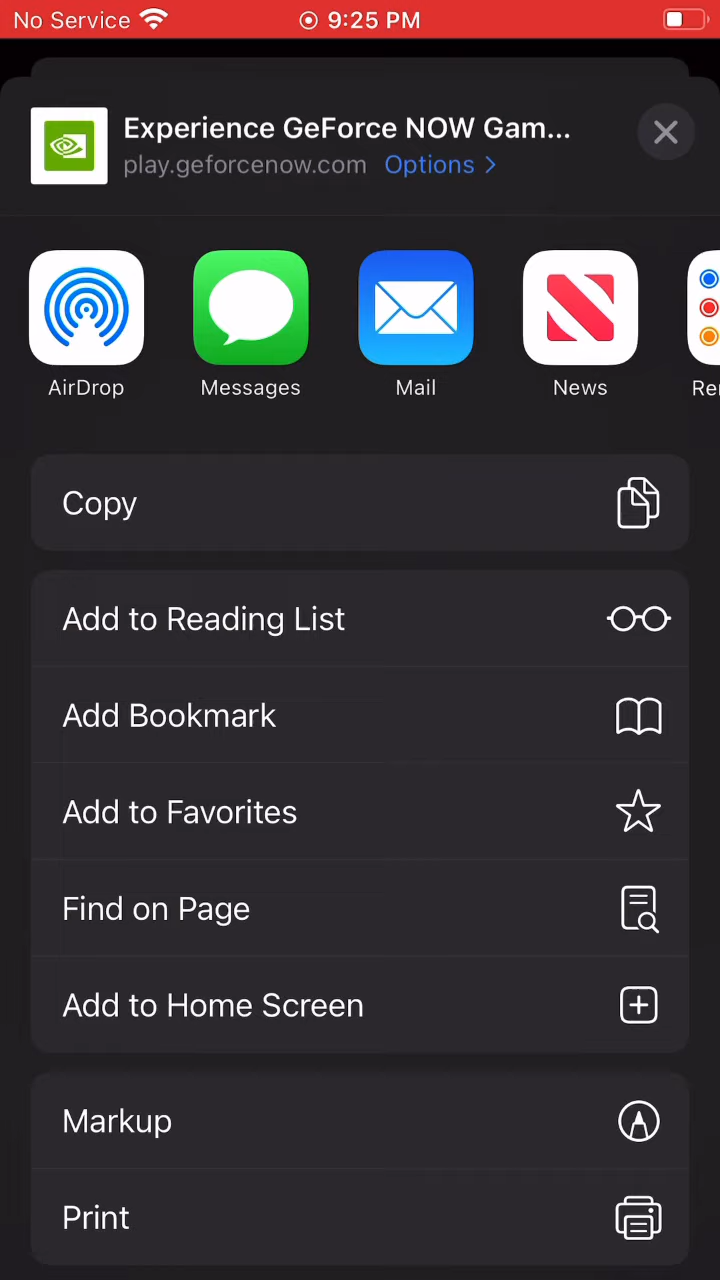 No Service 9:25 PM
Experience GeForce NOW Gam...
play.geforcenow.com Options >
AirDrop Messages Mail News Rer
Copy
Add to Reading List
Add Bookmark
Add to Favorites
Find on Page
Add to Home Screen
Markup
Print